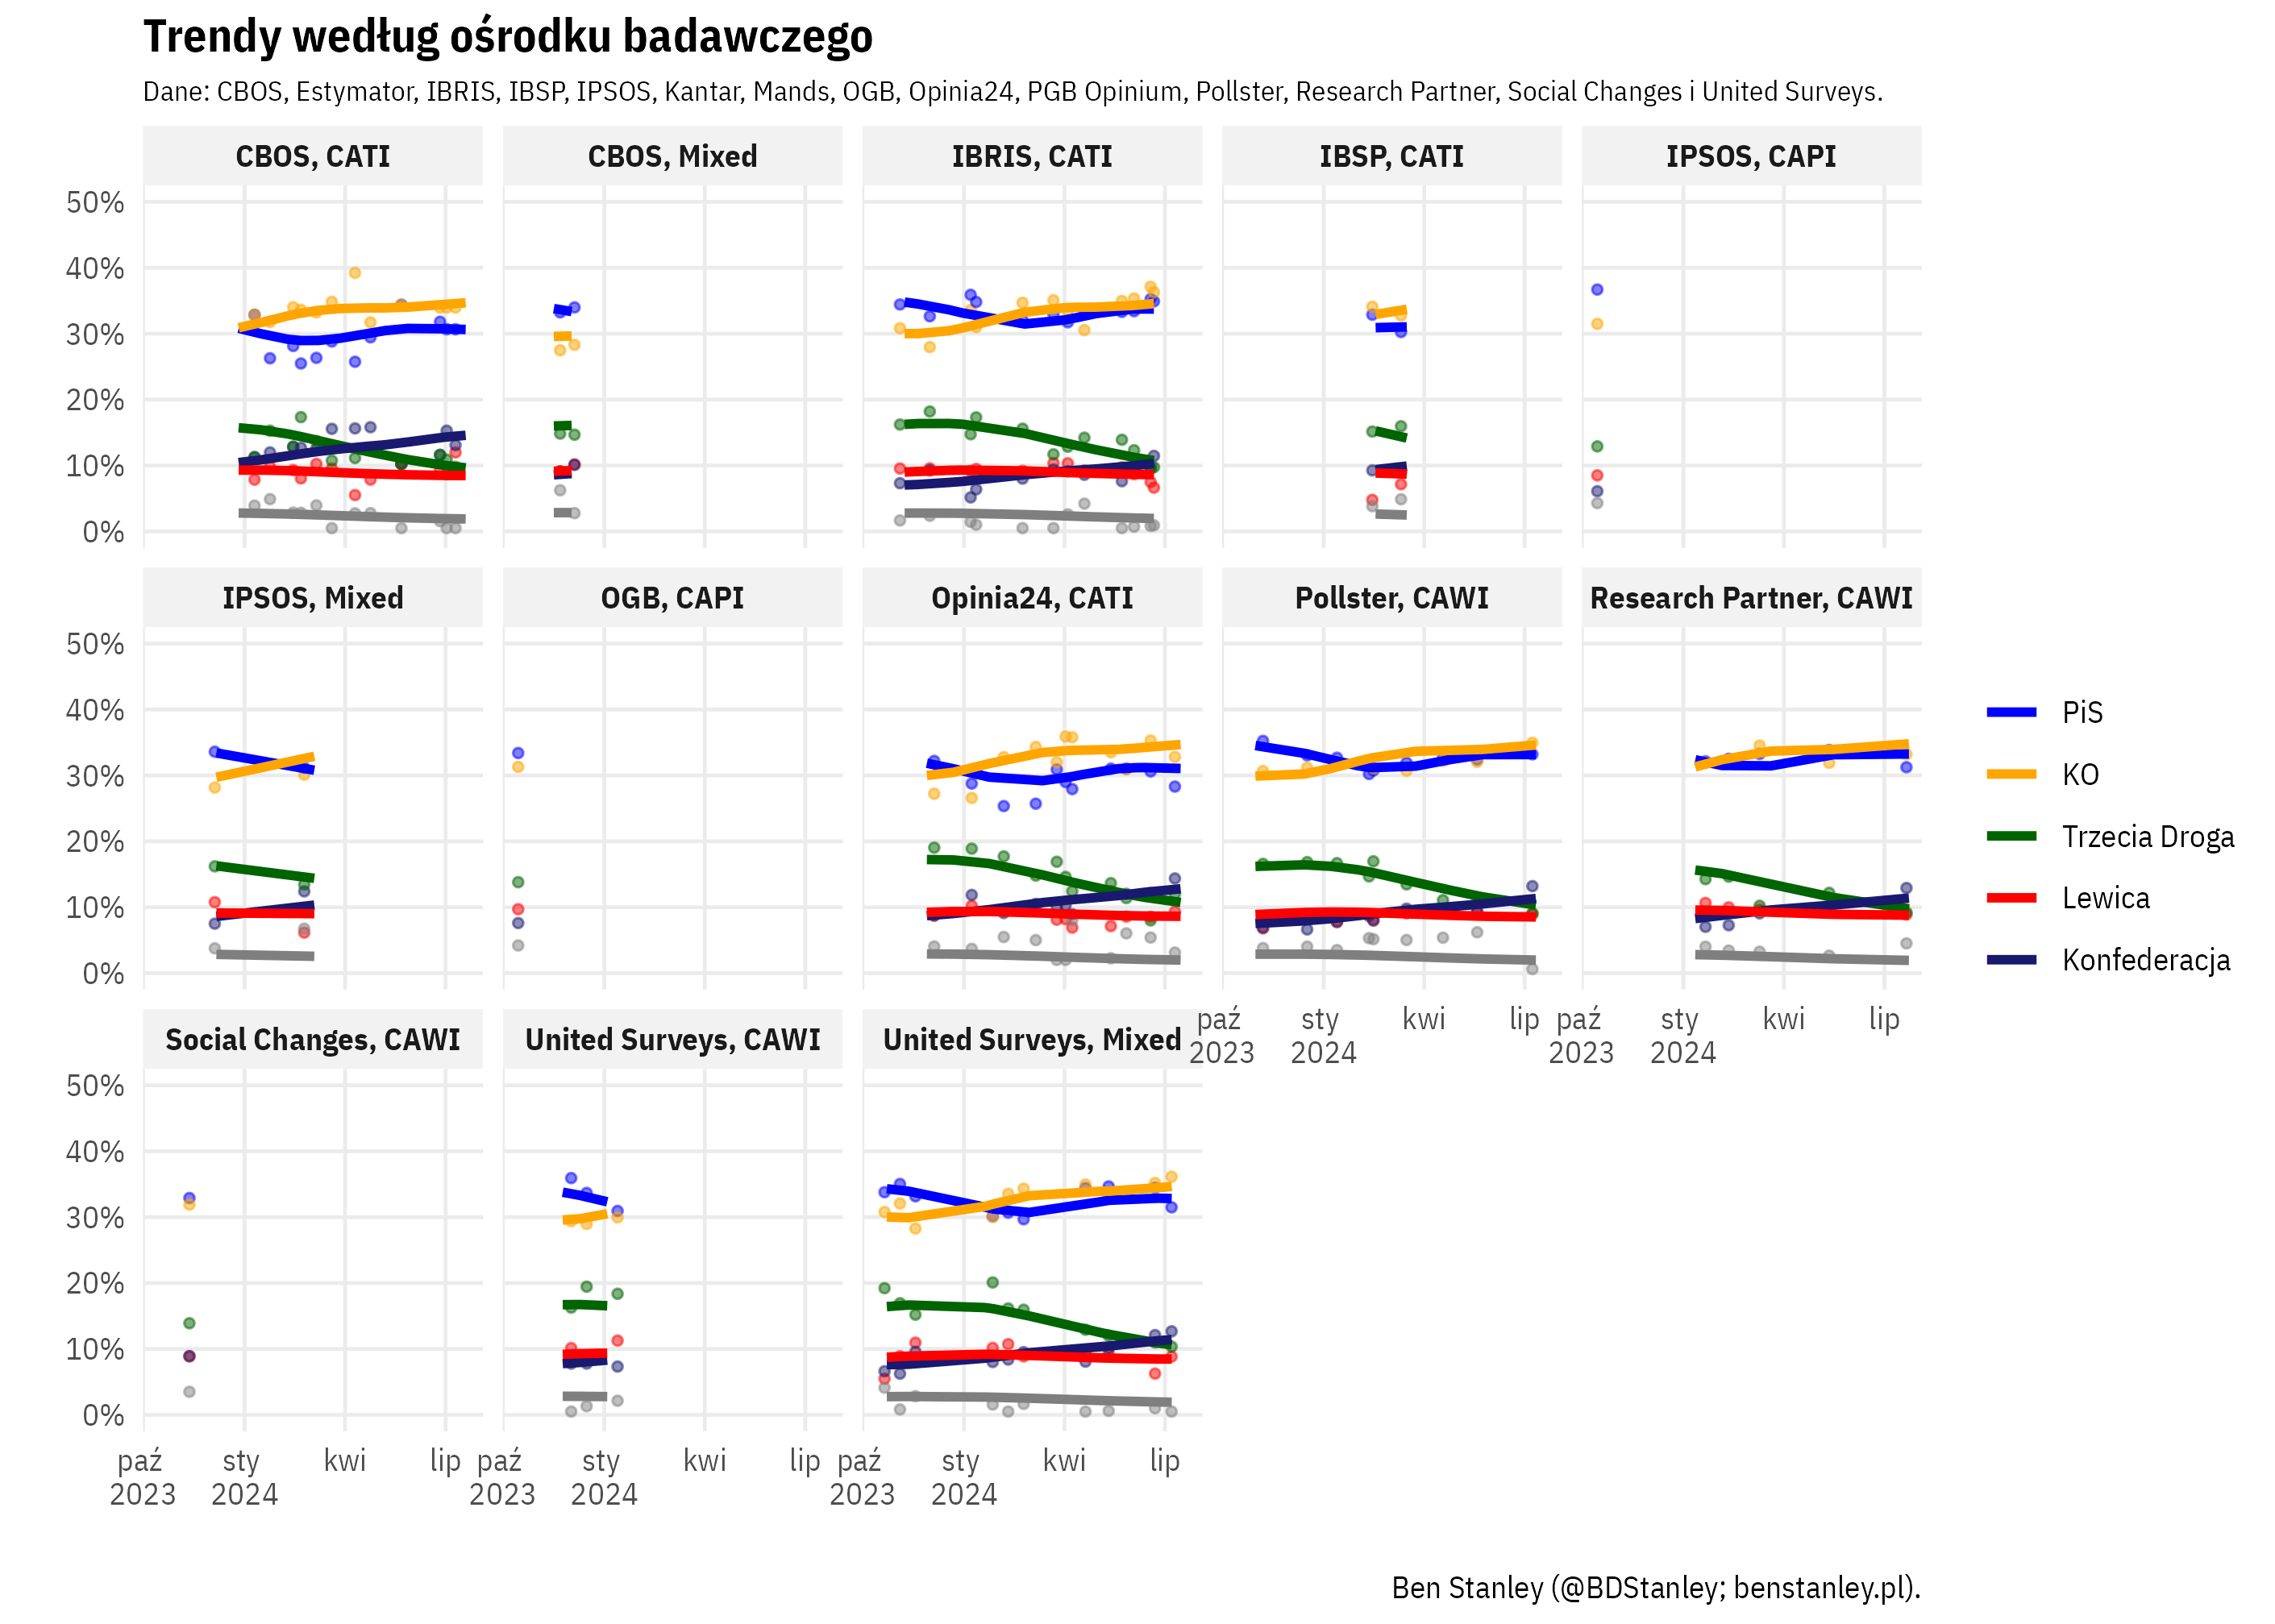 Trendy według ośrodku badawczego
Dane: CBOS, Estymator, IBRIS, IBSP, IPSOS, Kantar, Mands, OGB, Opinia24, PGB Opinium, Pollster, Research Partner, Social Changes i United Surveys.
CBOS, CATI CBOS, Mixed IBRIS, CATI IBSP, CATI IPSOS, CAPI
50%
40%
30%
20%
10%
0%
IPSOS, Mixed OGB, CAPI Opinia24, CATI Pollster, CAWI Research Partner, CAWI
50%
40%
30%
20%
10%
0%
paź sty kwi lip paź sty kwi lip
2023 2024 2023 2024
Social Changes, CAWI United Surveys, CAWI United Surveys, Mixed
50%
40%
30%
20%
10%
0%
paź sty kwi lip paź sty kwi lip paź sty kwi lip
2023 2024 2023 2024 2023 2024
PiS
KO
Trzecia Droga
Lewica
Konfederacja
Ben Stanley (@BDStanley; benstanley.pl).